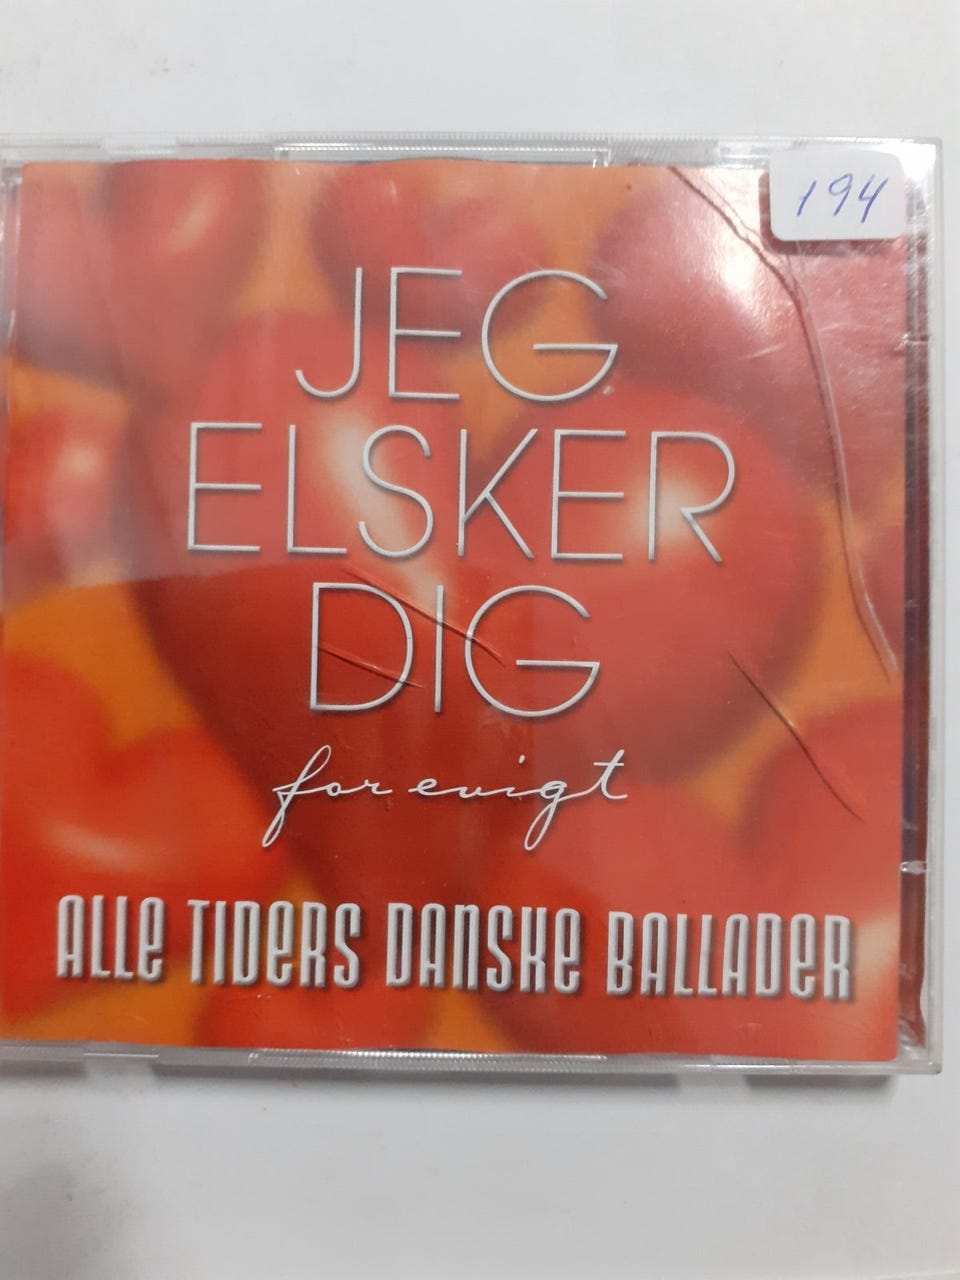 194
JEG
ELSKER
DIG
for evigt
ALLE TIDERS DANSKE BALLADER